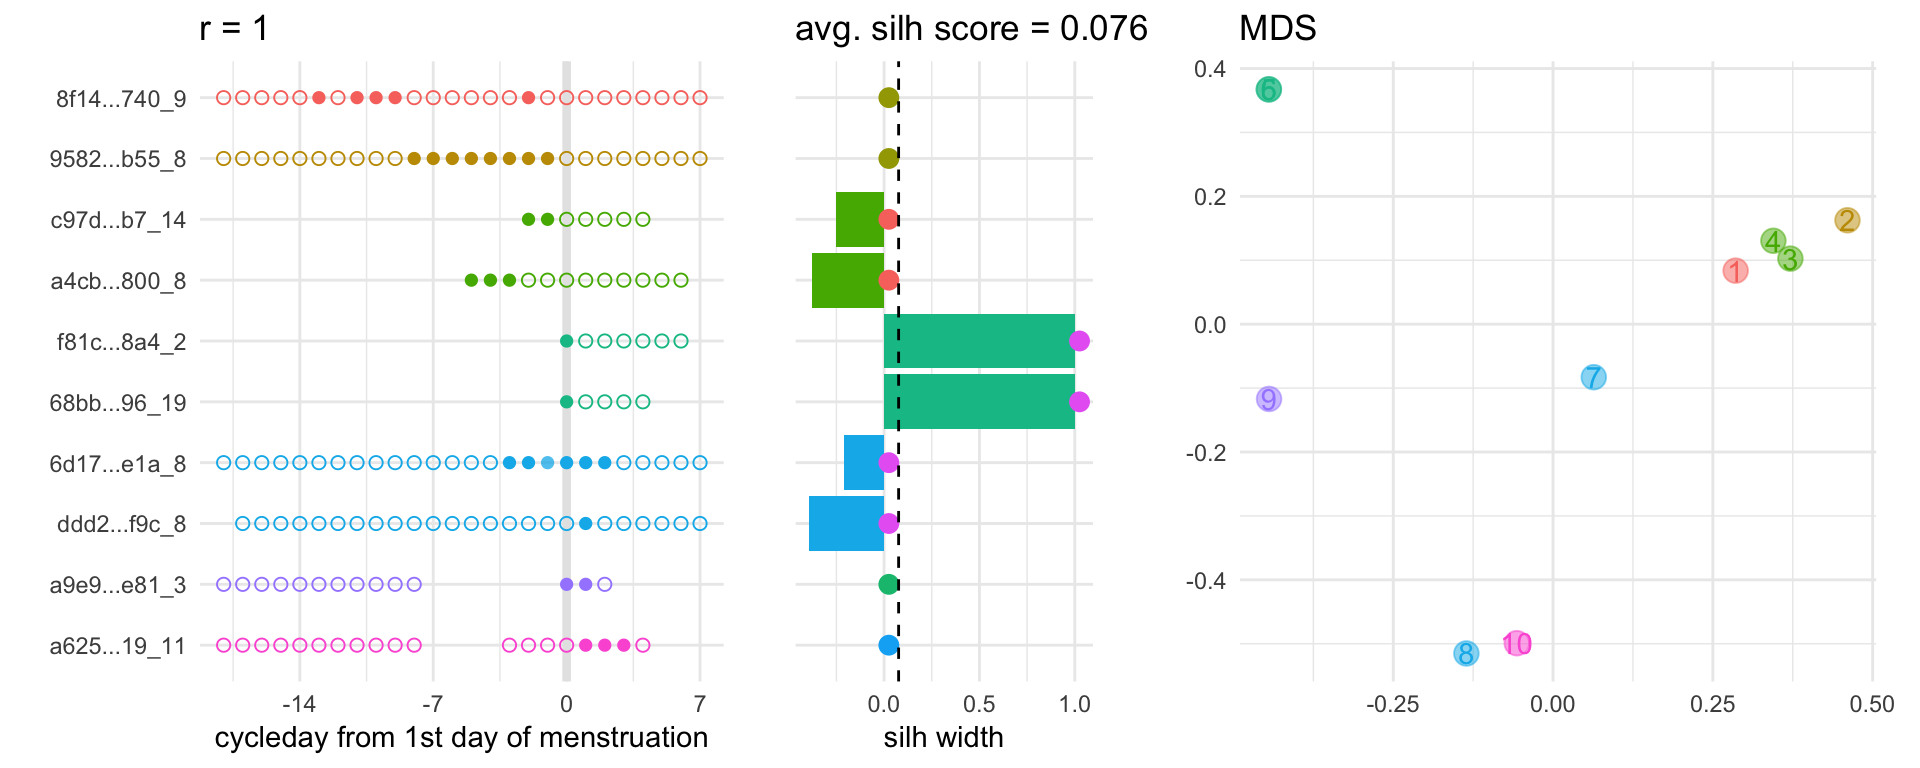 r = 1
avg. silh score = 0.076
MDS
8f14...740_9
9582...b55_8
c97d...b7_14
a4cb...800_8
f81c...8a4_2
68bb...96_19
6d17...e1a_8
ddd2...f9c_8
a9e9...e81_3
a625...19_11
-14 -7 0 7
cycleday from 1st day of menstruation
0.0 0.5 1.0
silh width
0.4
0.2
0.0
-0.2
-0.4
6
2
4
3
1
7
9
10
8
-0.25 0.00 0.25 0.50